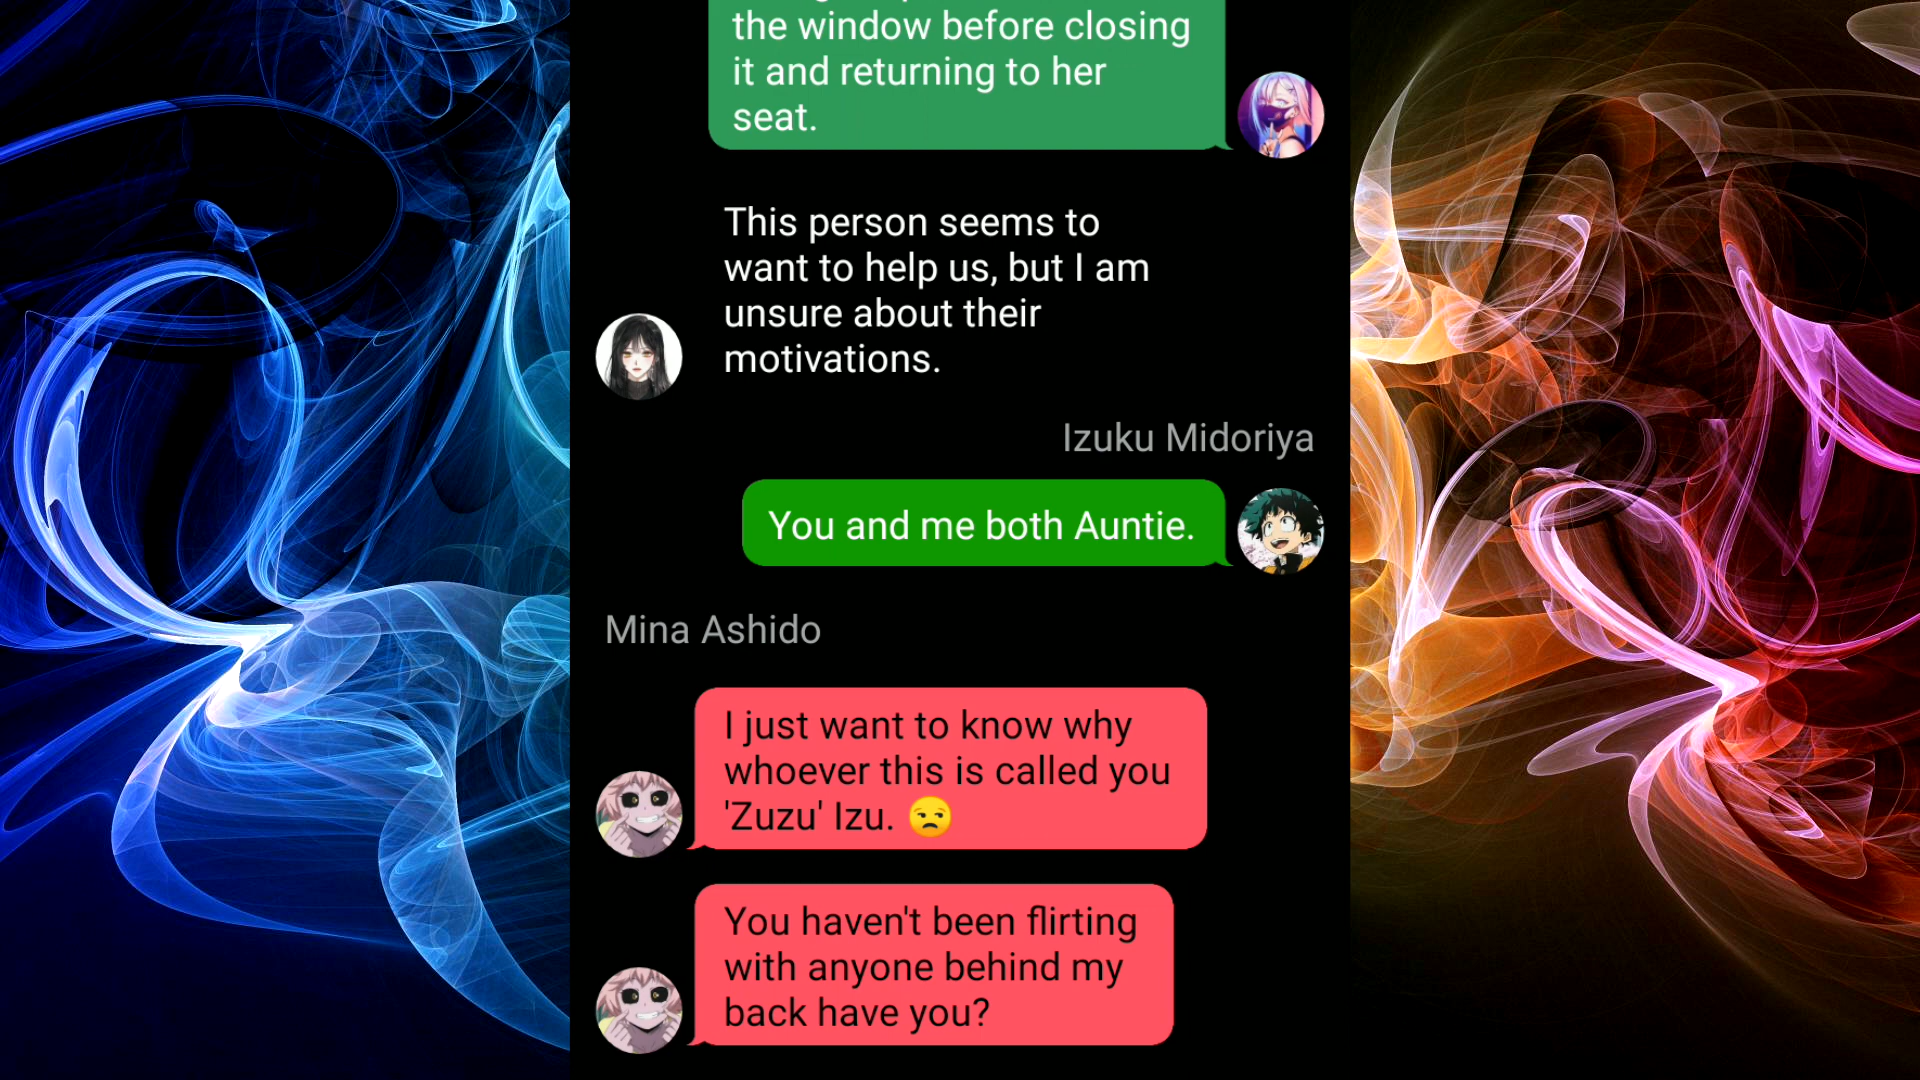 the window before closing
it and returning to her
seat.
This person seems to
want to help us, but I am
unsure about their
motivations.
Izuku Midoriya
You and me both Auntie.
Mina Ashido
I just want to know why
whoever this is called you
'Zuzu' Izu. 😒
You haven't been flirting
with anyone behind my
back have you?